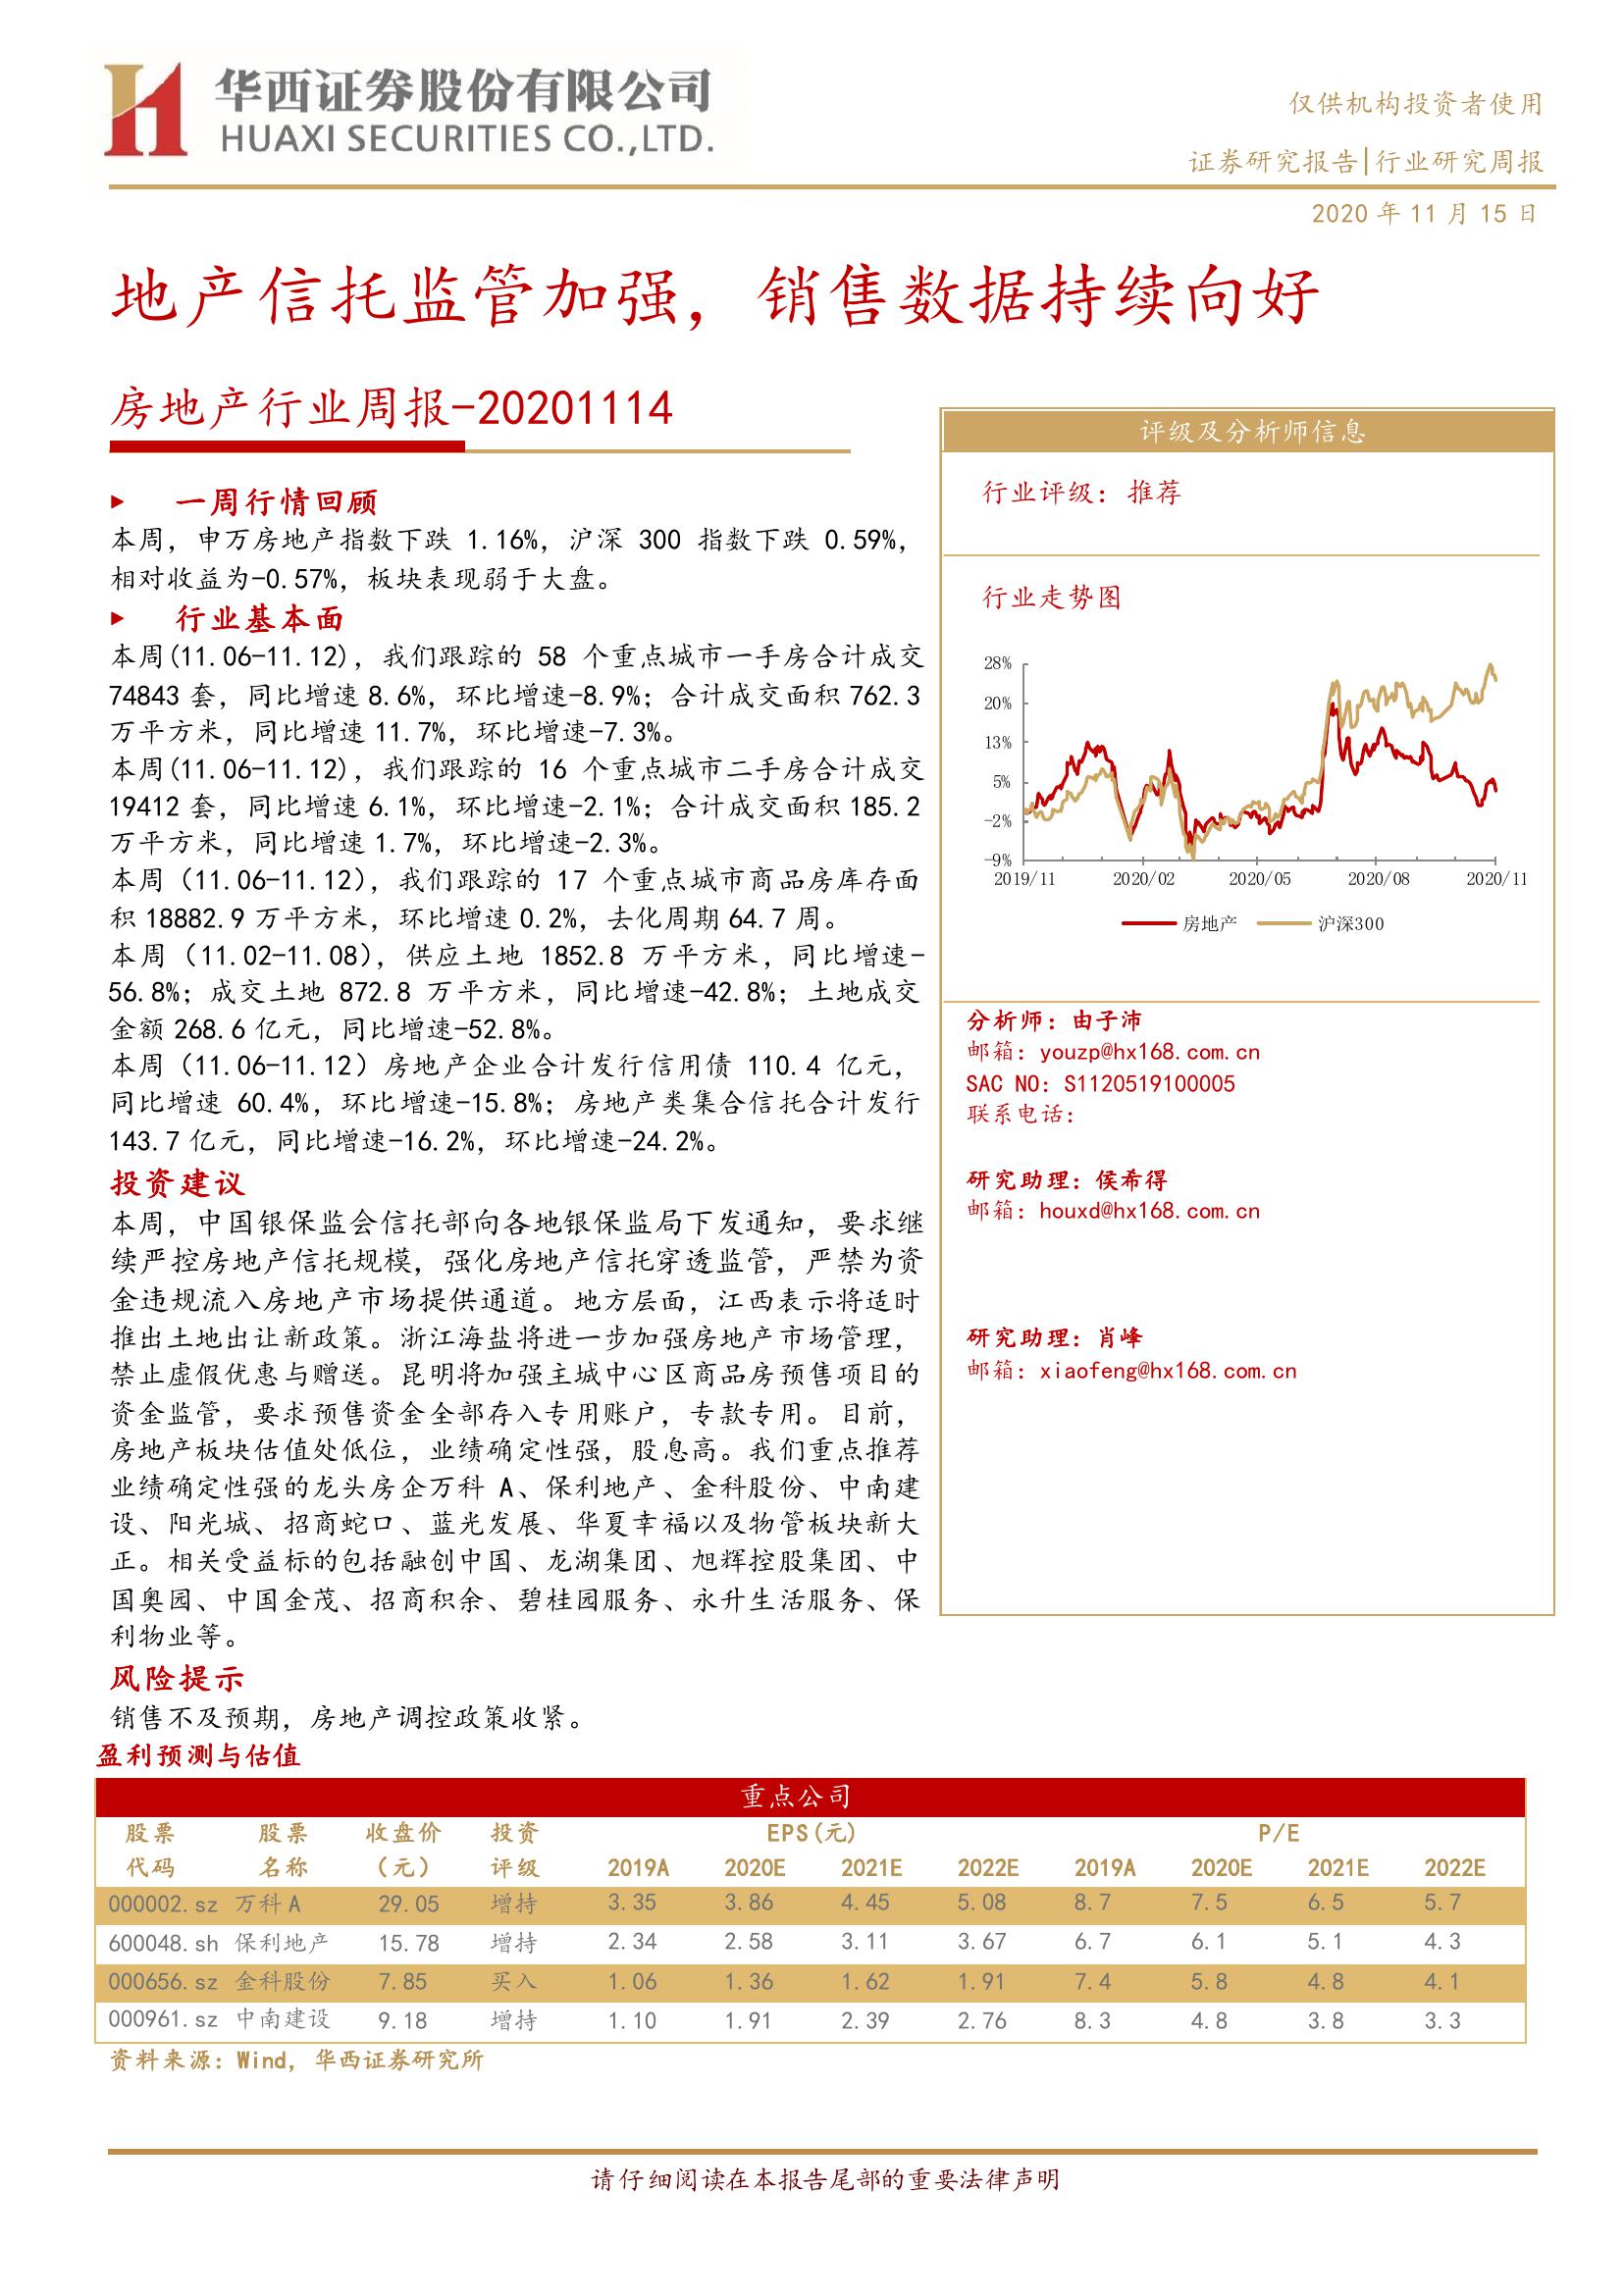 华西证券股份有限公司
HUAXI SECURITIES CO.,LTD.
仅供机构投资者使用
证券研究报告|行业研究周报
2020 年 11 月 15 日
地产信托监管加强，销售数据持续向好
房地产行业周报-20201114
一周行情回顾
本周，申万房地产指数下跌 1.16%，沪深 300 指数下跌 0.59%，
相对收益为-0.57%，板块表现弱于大盘。
行业基本面
本周(11.06-11.12)，我们跟踪的 58 个重点城市一手房合计成交
74843 套，同比增速 8.6%，环比增速-8.9%；合计成交面积 762.3
万平方米，同比增速 11.7%，环比增速-7.3%。
本周(11.06-11.12)，我们跟踪的 16 个重点城市二手房合计成交
19412 套，同比增速 6.1%，环比增速-2.1%；合计成交面积 185.2
万平方米，同比增速 1.7%，环比增速-2.3%。
本周（11.06-11.12），我们跟踪的 17 个重点城市商品房库存面
积 18882.9 万平方米，环比增速 0.2%，去化周期 64.7 周。
本周（11.02-11.08），供应土地 1852.8 万平方米，同比增速-
56.8%；成交土地 872.8 万平方米，同比增速-42.8%；土地成交
金额 268.6 亿元，同比增速-52.8%。
本周（11.06-11.12）房地产企业合计发行信用债 110.4 亿元，
同比增速 60.4%，环比增速-15.8%；房地产类集合信托合计发行
143.7 亿元，同比增速-16.2%，环比增速-24.2%。
投资建议
本周，中国银保监会信托部向各地银保监局下发通知，要求继
续严控房地产信托规模，强化房地产信托穿透监管，严禁为资
金违规流入房地产市场提供通道。地方层面，江西表示将适时
推出土地出让新政策。浙江海盐将进一步加强房地产市场管理，
禁止虚假优惠与赠送。昆明将加强主城中心区商品房预售项目的
资金监管，要求预售资金全部存入专用账户，专款专用。目前，
房地产板块估值处低位，业绩确定性强，股息高。我们重点推荐
业绩确定性强的龙头房企万科 A、保利地产、金科股份、中南建
设、阳光城、招商蛇口、蓝光发展、华夏幸福以及物管板块新大
正。相关受益标的包括融创中国、龙湖集团、旭辉控股集团、中
国奥园、中国金茂、招商积余、碧桂园服务、永升生活服务、保
利物业等。
风险提示
销售不及预期，房地产调控政策收紧。
评级及分析师信息
行业评级：推荐
行业走势图
28%
20%
13%
5%
-2%
-9%
2019/11 2020/02 2020/05 2020/08 2020/11
房地产 沪深300
分析师：由子沛
邮箱：youzp@hx168.com.cn
SAC NO：S1120519100005
联系电话：
研究助理：侯希得
邮箱：houxd@hx168.com.cn
研究助理：肖峰
邮箱：xiaofeng@hx168.com.cn
盈利预测与估值
重点公司
股票 股票 收盘价 投资 EPS(元) P/E
代码 名称 （元） 评级 2019A 2020E 2021E 2022E 2019A 2020E 2021E 2022E
000002.sz 万科 A 29.05 增持 3.35 3.86 4.45 5.08 8.7 7.5 6.5 5.7
600048.sh 保利地产 15.78 增持 2.34 2.58 3.11 3.67 6.7 6.1 5.1 4.3
000656.sz 金科股份 7.85 买入 1.06 1.36 1.62 1.91 7.4 5.8 4.8 4.1
000961.sz 中南建设 9.18 增持 1.10 1.91 2.39 2.76 8.3 4.8 3.8 3.3
资料来源：Wind，华西证券研究所
请仔细阅读在本报告尾部的重要法律声明